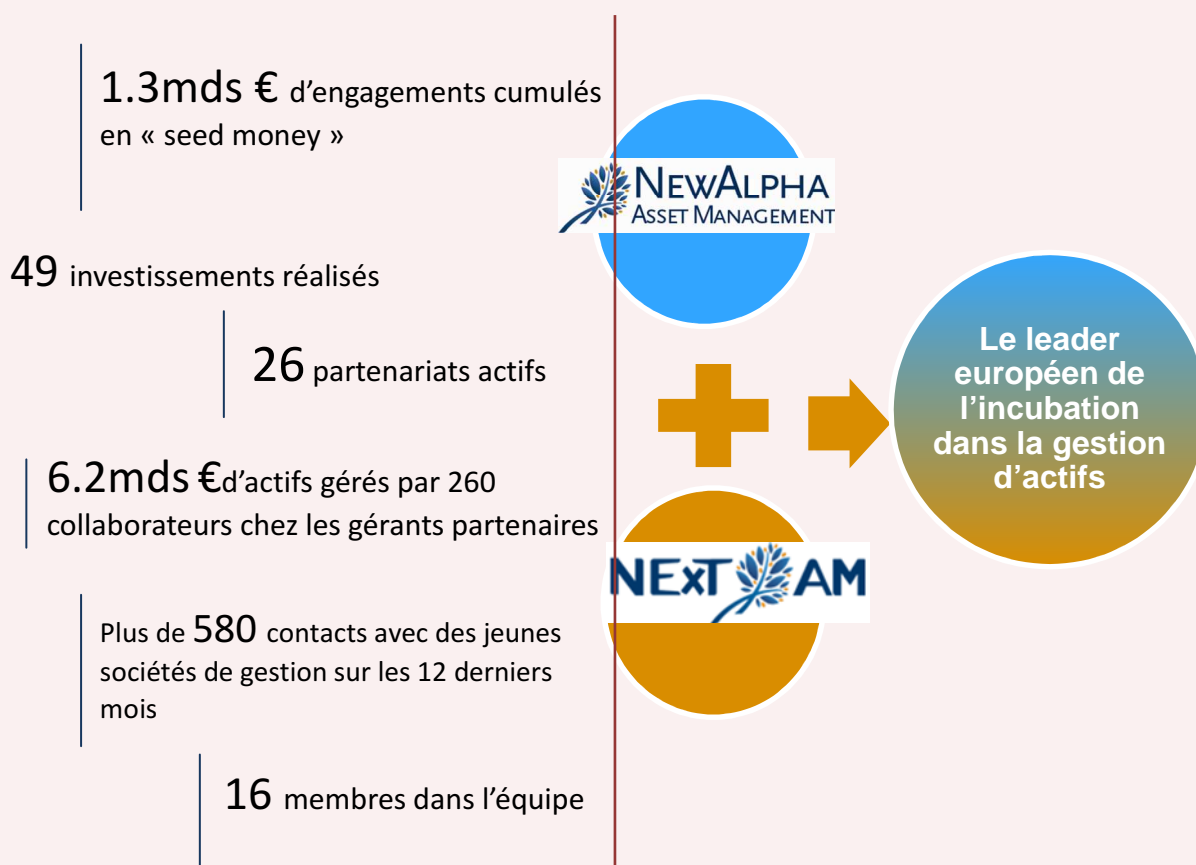 1.3mds € d’engagements cumulés
en « seed money »
49 investissements réalisés
26 partenariats actifs
6.2mds €d’actifs gérés par 260
collaborateurs chez les gérants partenaires
Plus de 580 contacts avec des jeunes
sociétés de gestion sur les 12 derniers
mois
16 membres dans l’équipe
NEWALPHA
ASSET MANAGEMENT
NExT AM
Le leader
européen de
l’incubation
dans la gestion
d’actifs